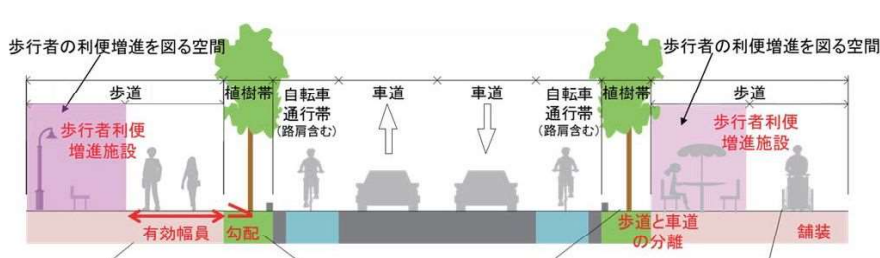 歩行者の利便増進を図る空間
歩行者の利便増進を図る空間
歩道
植樹帯
自転車
通行帯
(路肩含む)
車道
車道
自転車
通行帯
(路肩含む)
植樹帯
歩道
歩行者利便
増進施設
歩行者利便
増進施設
有効幅員
勾配
歩道と車道
の分離
舗装